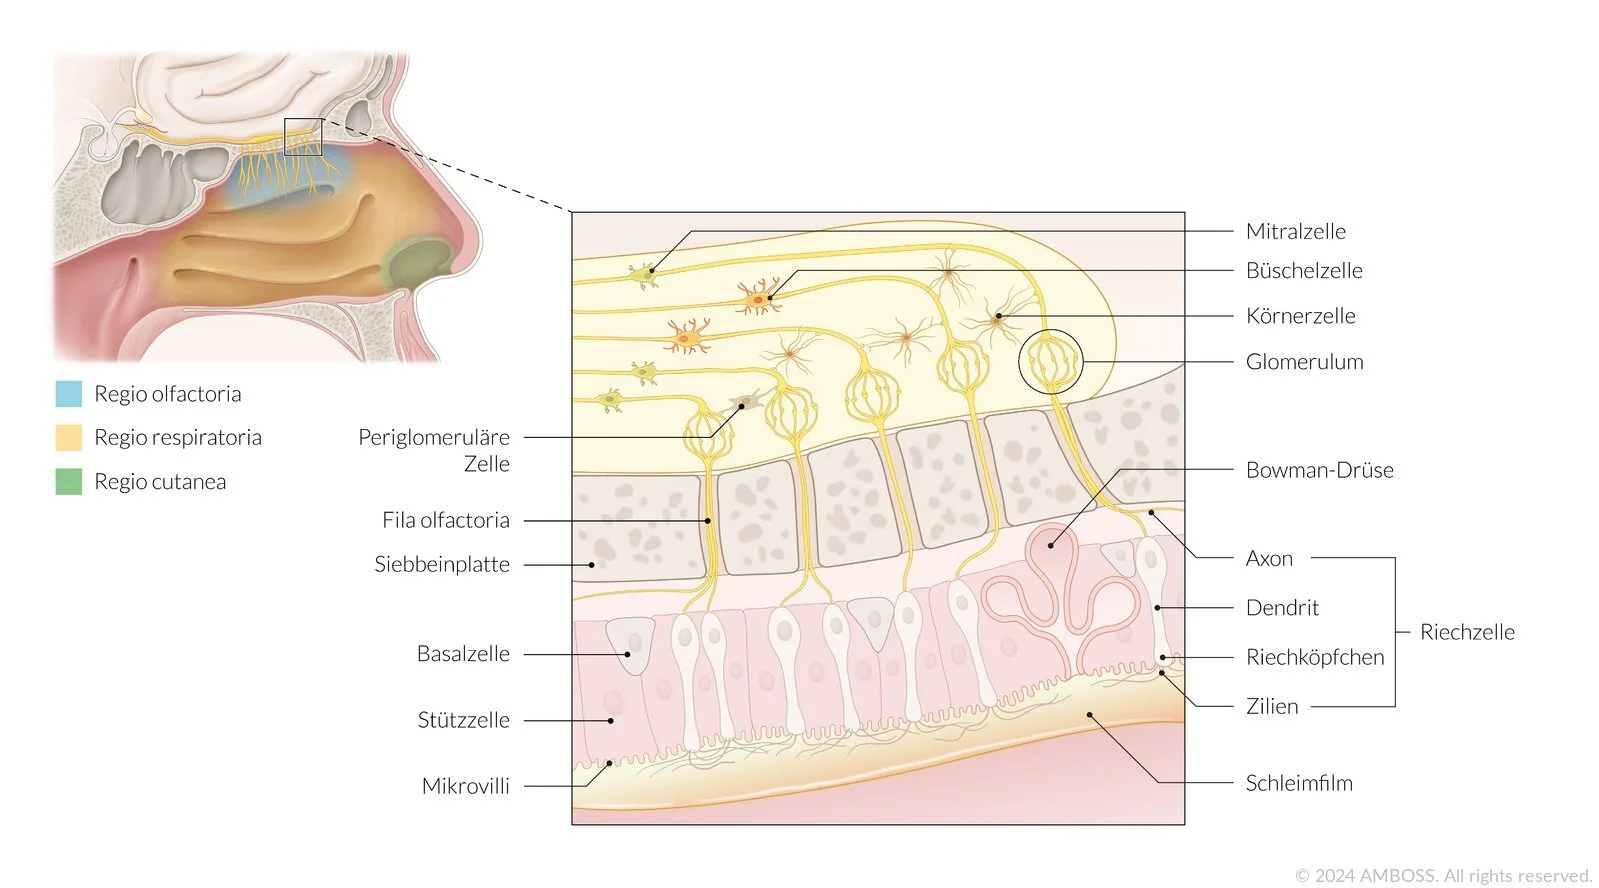 Mitralzelle
Büschelzelle
Körnerzelle
Glomerulum
Regio olfactoria
Regio respiratoria
Regio cutanea
Periglomeruläre
Zelle
Fila olfactoria
Siebbeinplatte
Basalzelle
Stützzelle
Mikrovilli
Bowman-Drüse
Axon
Dendrit
Riechzelle
Riechköpfchen
Zilien
Schleimfilm
© 2024 AMBOSS. All rights reserved.